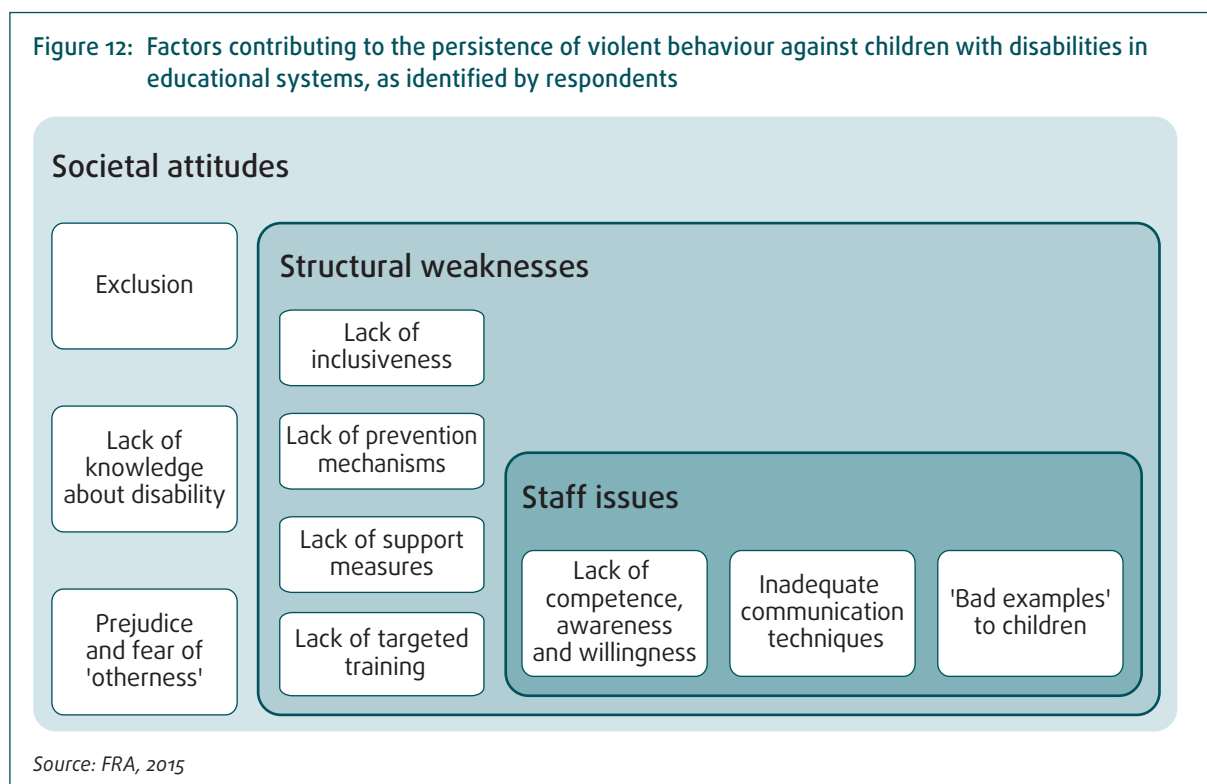 Figure 12: Factors contributing to the persistence of violent behaviour against children with disabilities in
educational systems, as identified by respondents
Societal attitudes
Exclusion
Lack of
knowledge
about disability
Prejudice
and fear of
'otherness'
Structural weaknesses
Lack of
inclusiveness
Lack of prevention
mechanisms
Lack of support
measures
Lack of targeted
training
Staff issues
Lack of
competence,
awareness
and willingness
Inadequate
communication
techniques
'Bad examples'
to children
Source: FRA, 2015